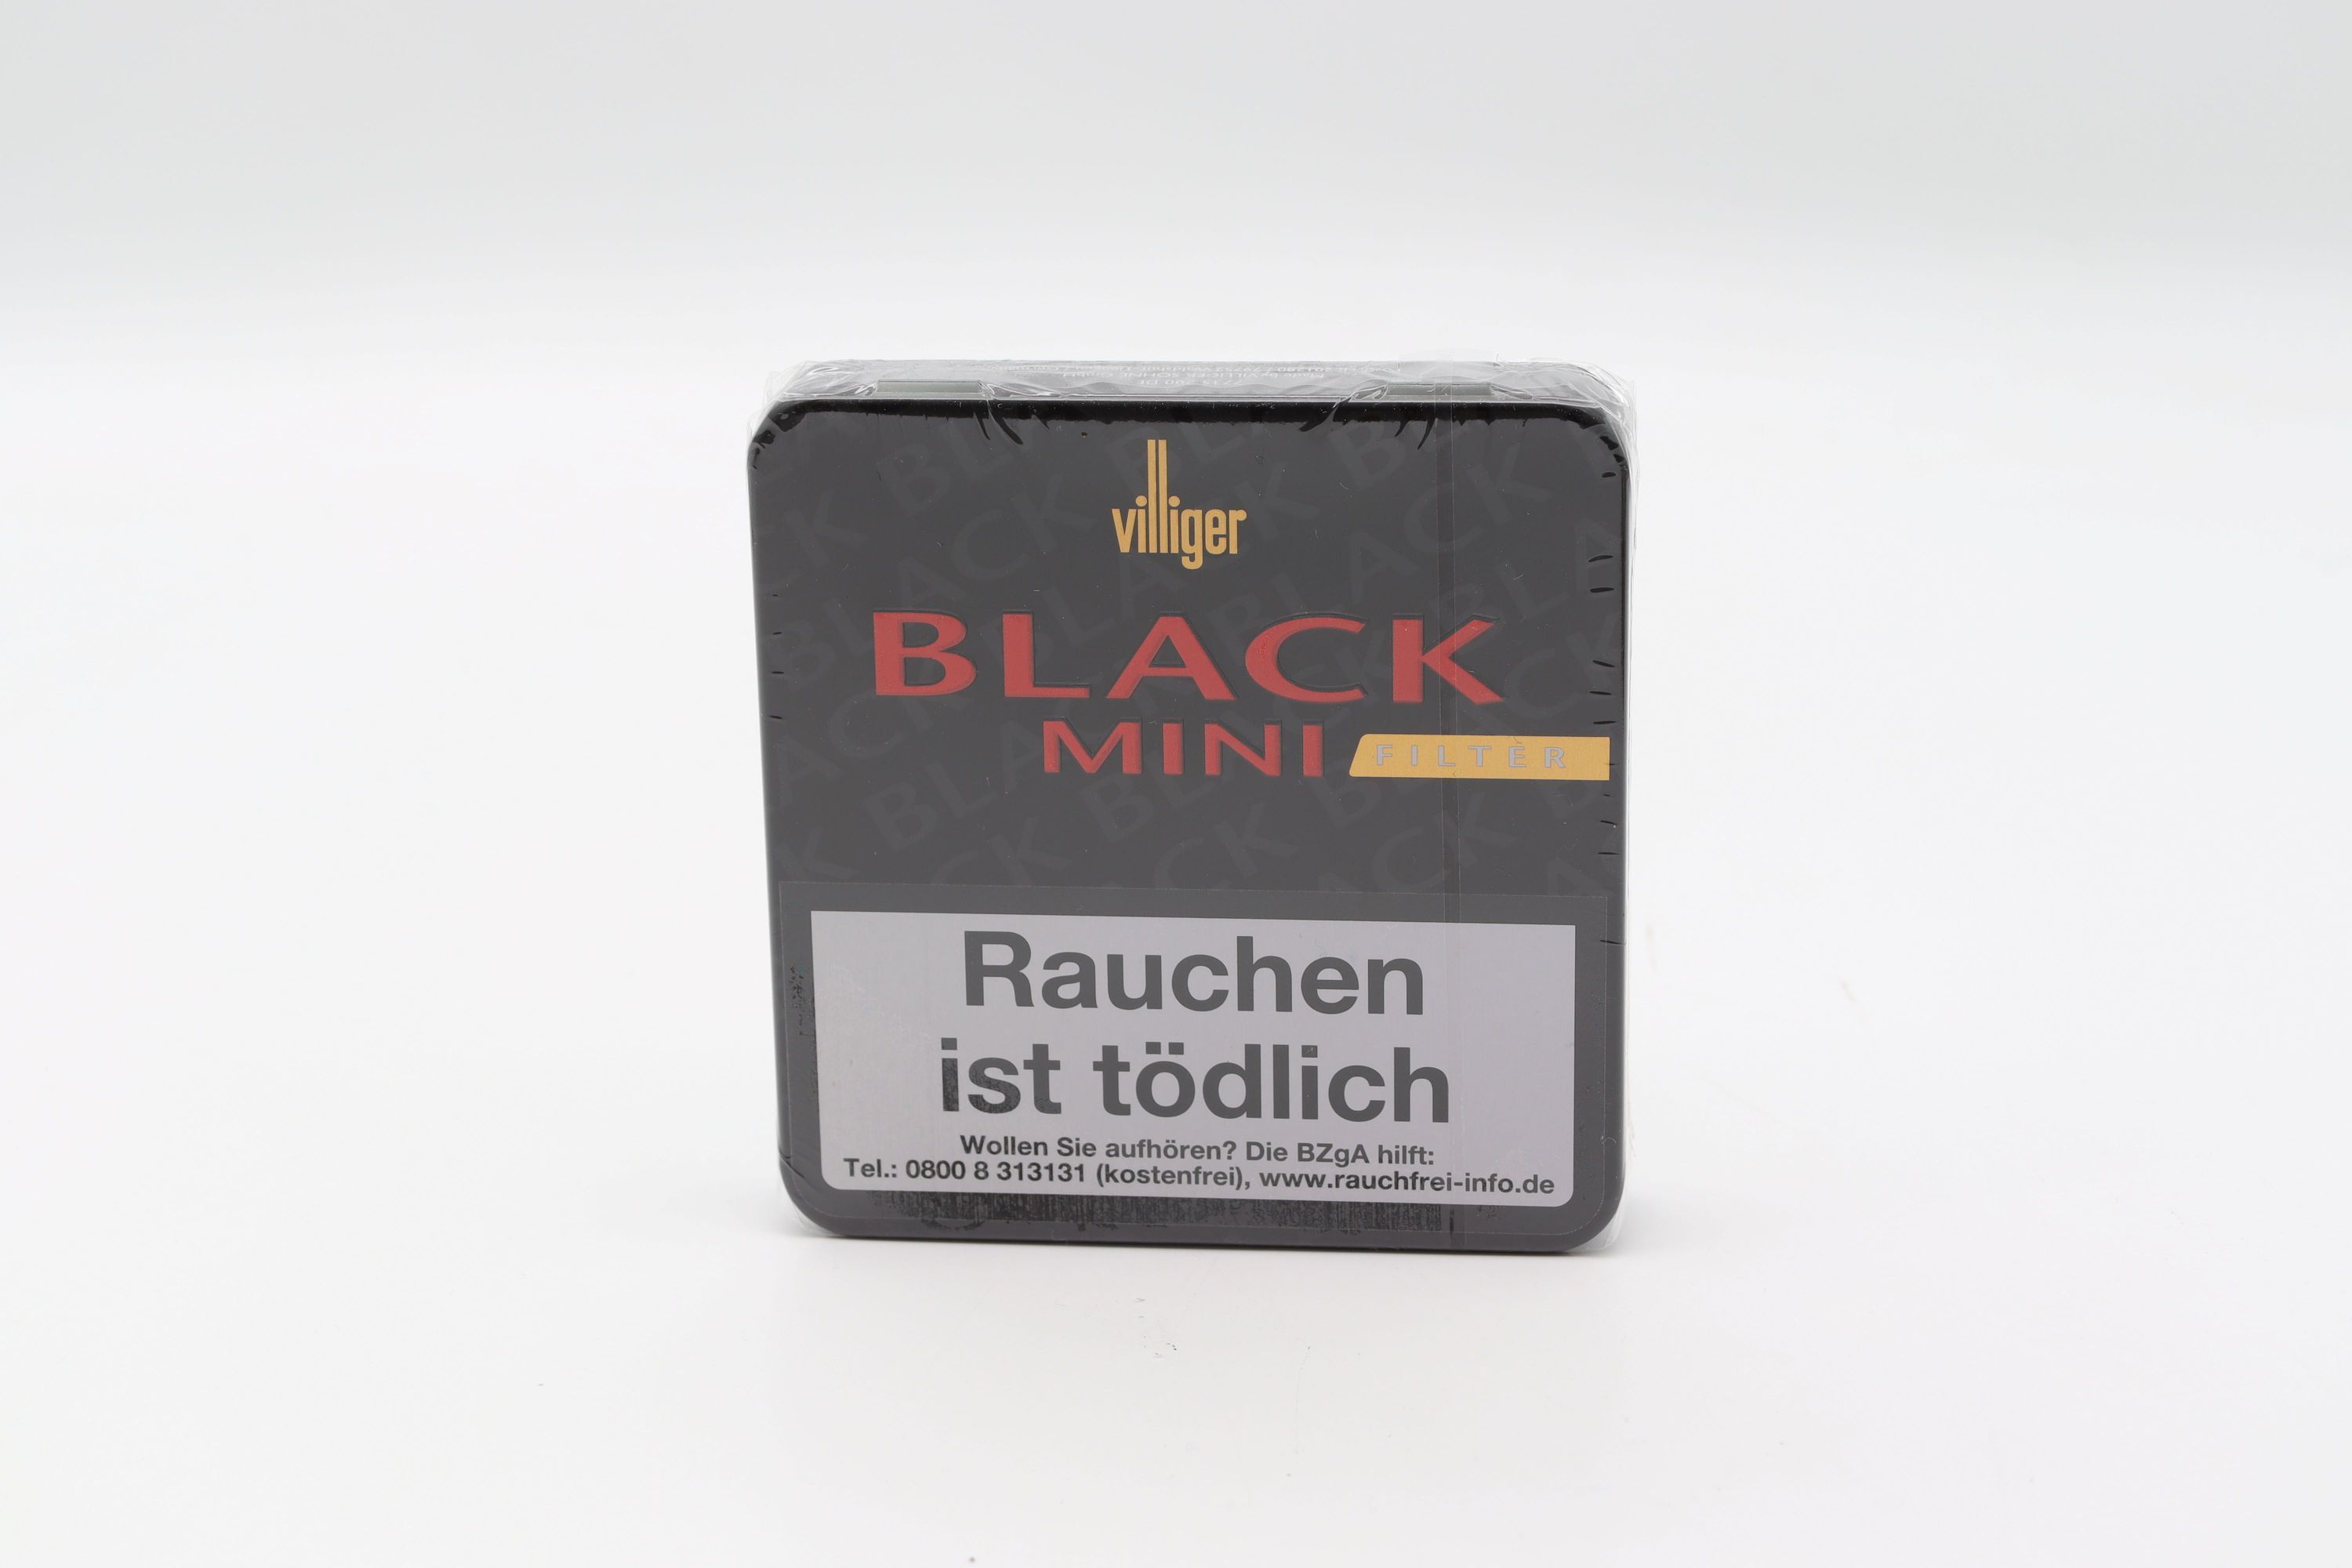 villiger
BLACK
MINI FILTER
Rauchen
ist tödlich
Wollen Sie aufhören? Die BZgA hilft:
Tel.: 0800 8 313131 (kostenfrei), www.rauchfrei-info.de